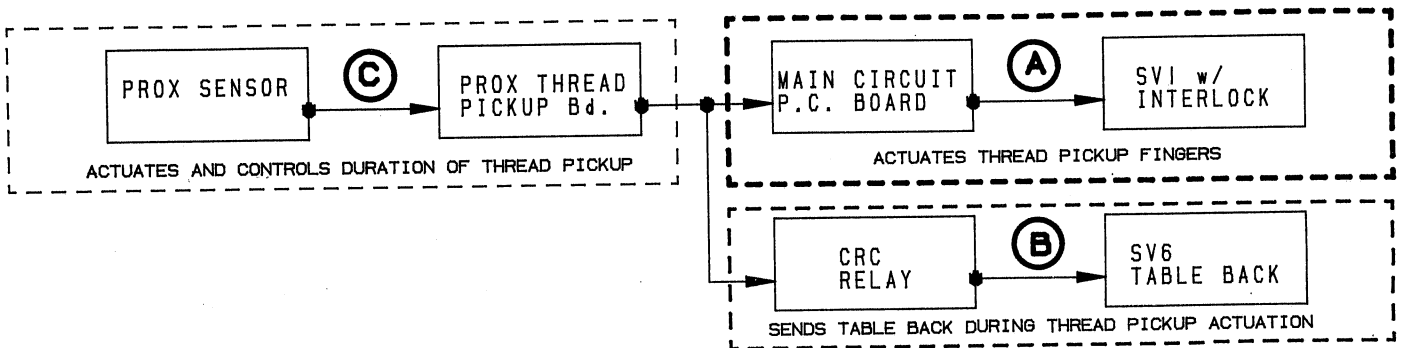 PROX SENSOR
C
PROX THREAD
PICKUP Bd.
ACTUATES AND CONTROLS DURATION OF THREAD PICKUP
MAIN CIRCUIT
P.C. BOARD
A
SV1 w/
INTERLOCK
ACTUATES THREAD PICKUP FINGERS
CRC
RELAY
B
SV6
TABLE BACK
SENDS TABLE BACK DURING THREAD PICKUP ACTUATION